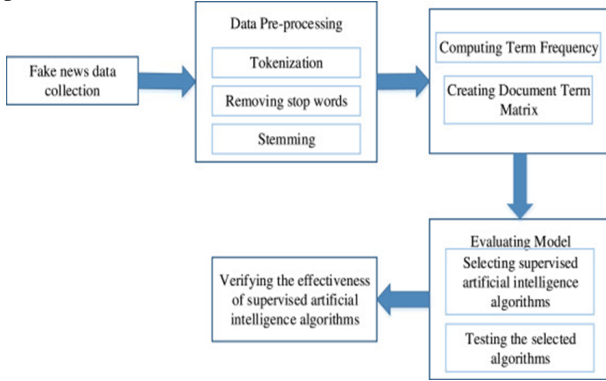 Fake news data
collection
Data Pre-processing
Tokenization
Removing stop words
Stemming
Computing Term Frequency
Creating Document Term
Matrix
Evaluating Model
Selecting supervised
artificial intelligence
algorithms
Testing the selected
algorithms
Verifying the effectiveness
of supervised artificial
intelligence algorithms